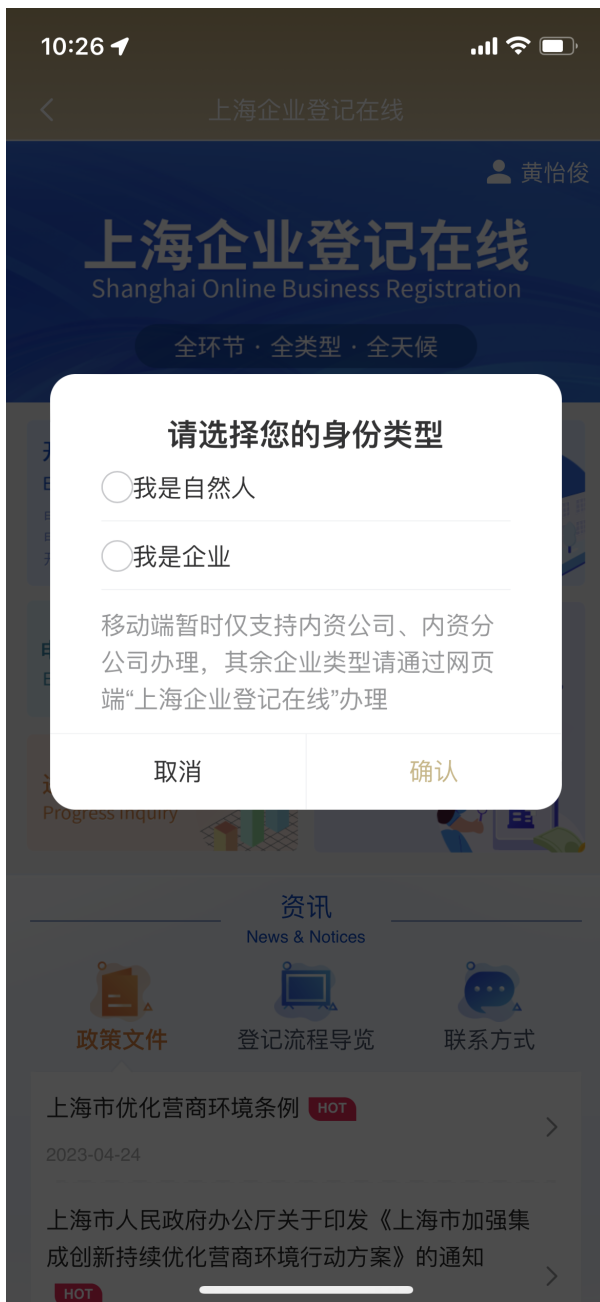 10:26
上海企业登记在线
黄怡俊
上海企业登记在线
Shanghai Online Business Registration
全环节 · 全类型 · 全天候
请选择您的身份类型
我是自然人
我是企业
移动端暂时仅支持内资公司、内资分
公司办理，其余企业类型请通过网页
端“上海企业登记在线”办理
取消
确认
Progress Inquiry
资讯
News & Notices
政策文件
登记流程导览
联系方式
上海市优化营商环境条例 HOT
2023-04-24
上海市人民政府办公厅关于印发《上海市加强集
成创新持续优化营商环境行动方案》的通知
HOT